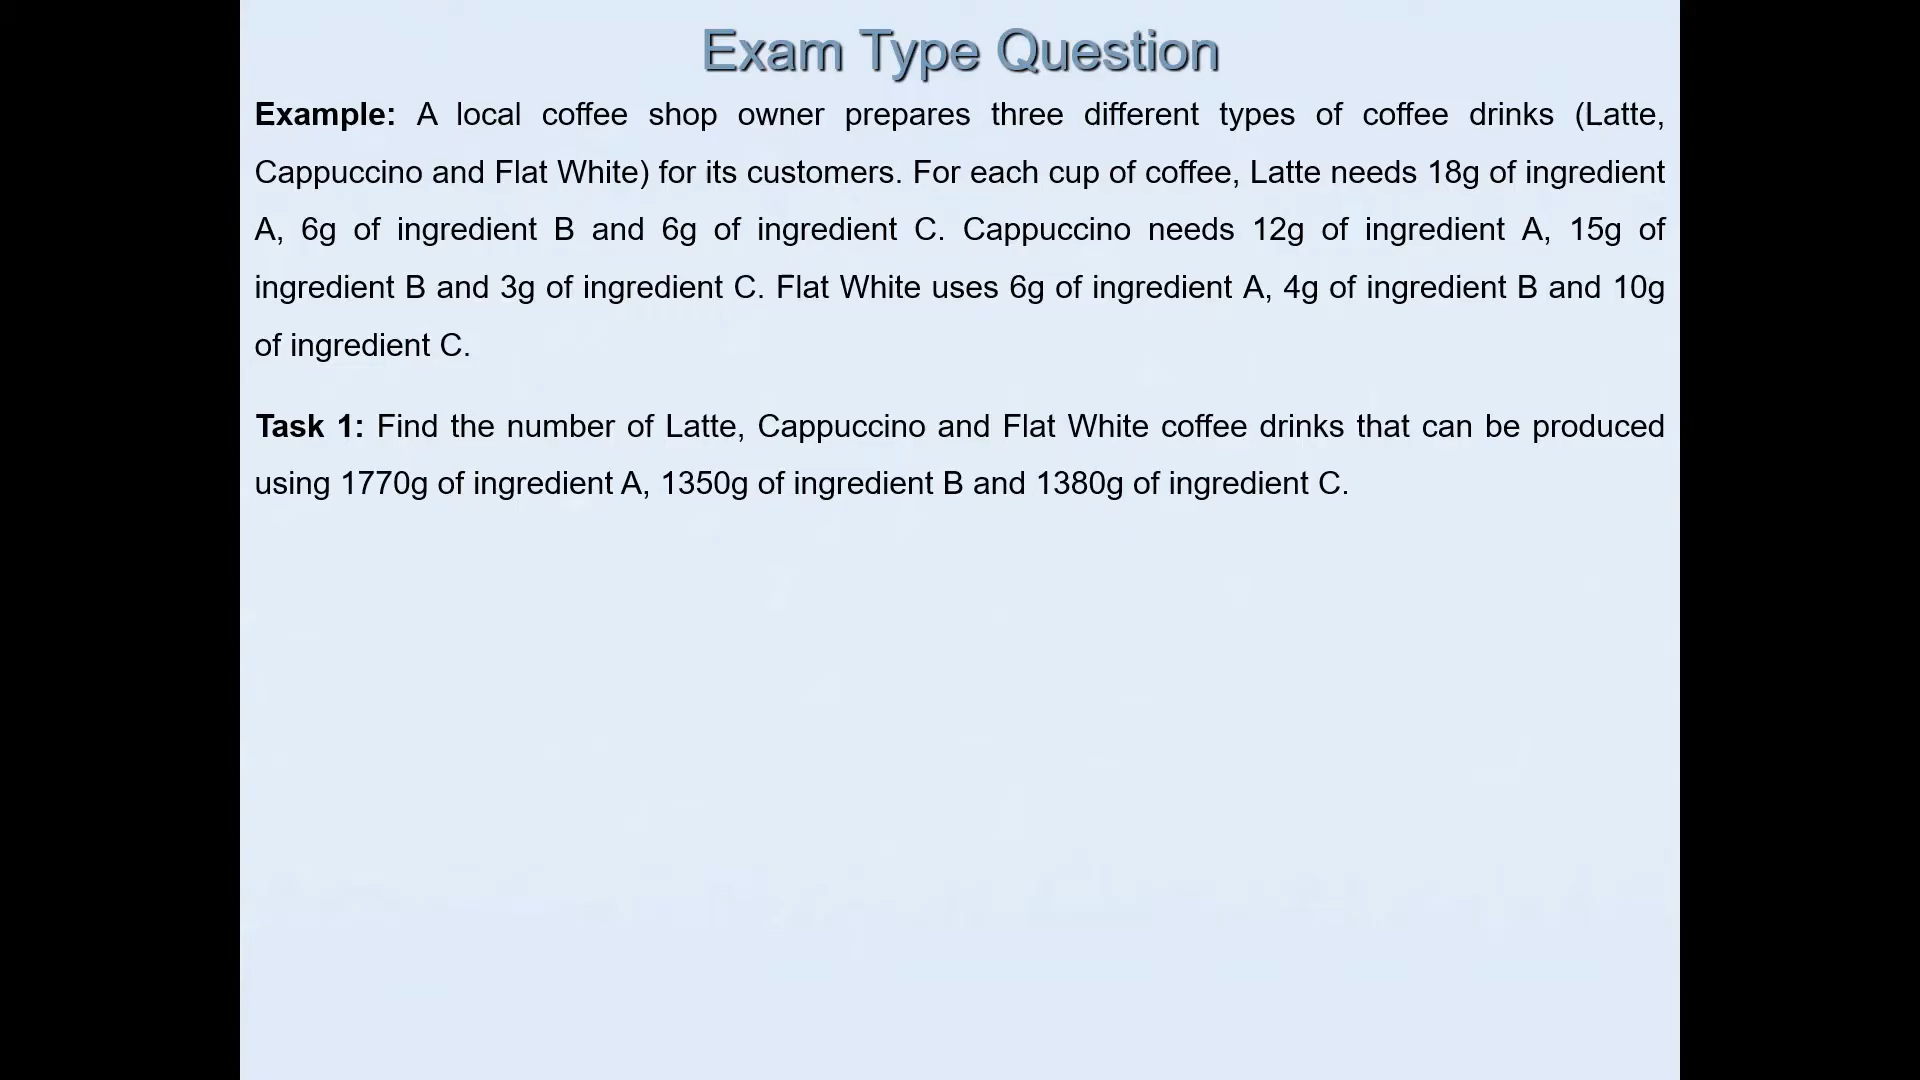 Exam Type Question
Example: A local coffee shop owner prepares three different types of coffee drinks (Latte,
Cappuccino and Flat White) for its customers. For each cup of coffee, Latte needs 18g of ingredient
A, 6g of ingredient B and 6g of ingredient C. Cappuccino needs 12g of ingredient A, 15g of
ingredient B and 3g of ingredient C. Flat White uses 6g of ingredient A, 4g of ingredient B and 10g
of ingredient C.
Task 1: Find the number of Latte, Cappuccino and Flat White coffee drinks that can be produced
using 1770g of ingredient A, 1350g of ingredient B and 1380g of ingredient C.